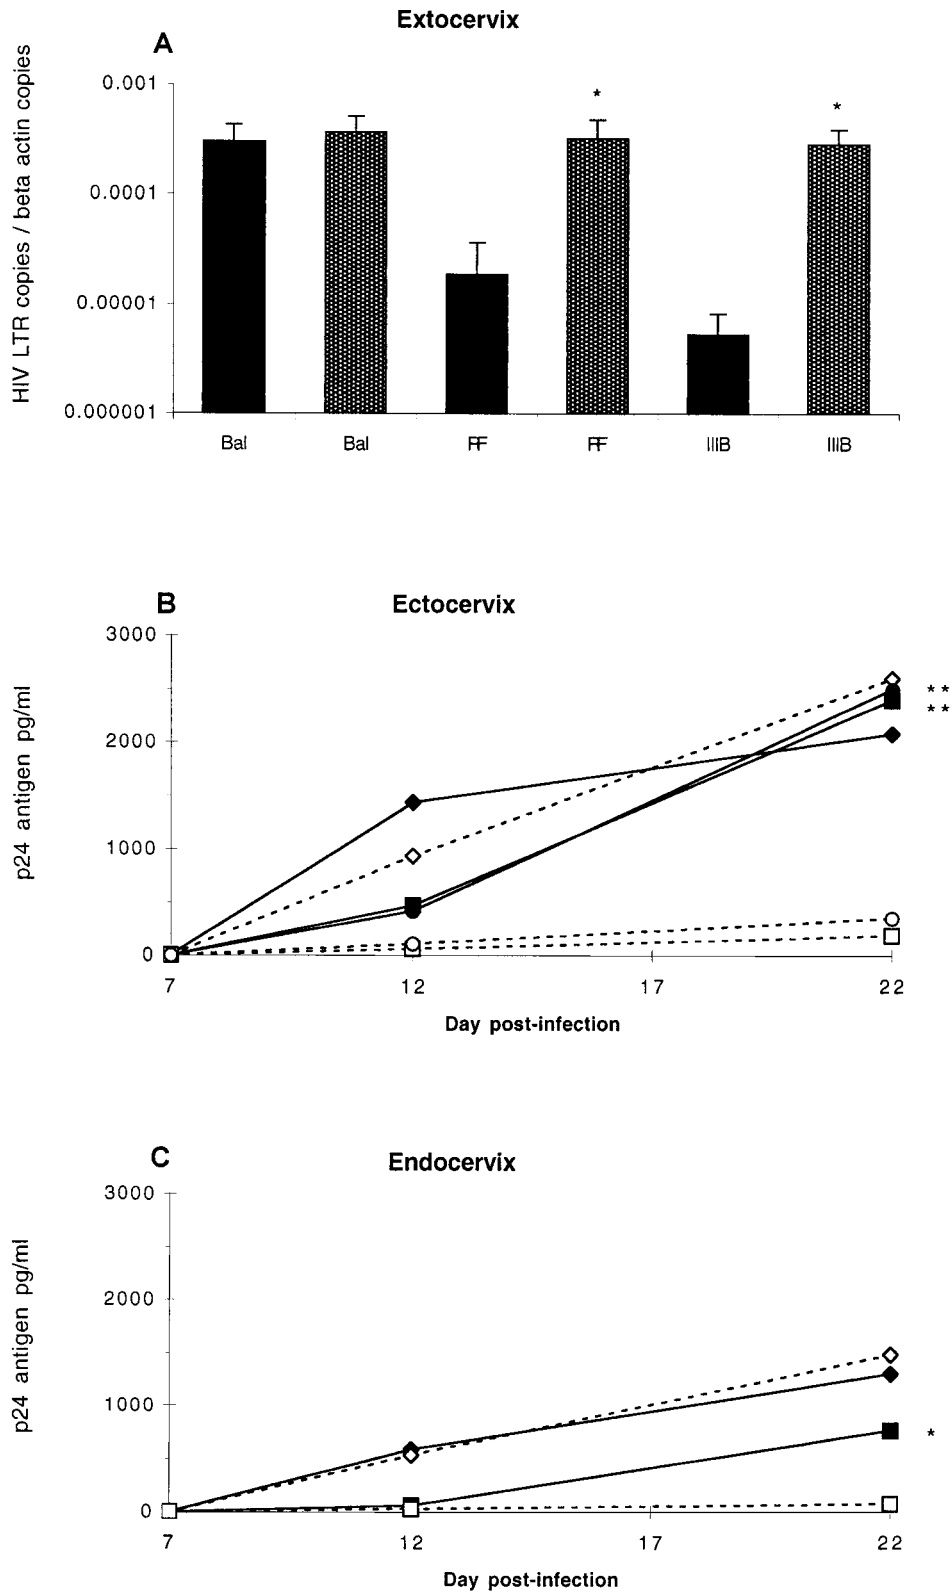 Extocervix
A
HIV LTR copies / beta actin copies
0.001
0.0001
0.00001
0.000001
*
*
Bal
Bal
FF
FF
IIIB
IIIB
B
Ectocervix
p24 antigen pg/ml
3000
2000
1000
0
**
**
7
12
17
22
Day post-infection
C
Endocervix
p24 antigen pg/ml
3000
2000
1000
0
*
7
12
17
22
Day post-infection